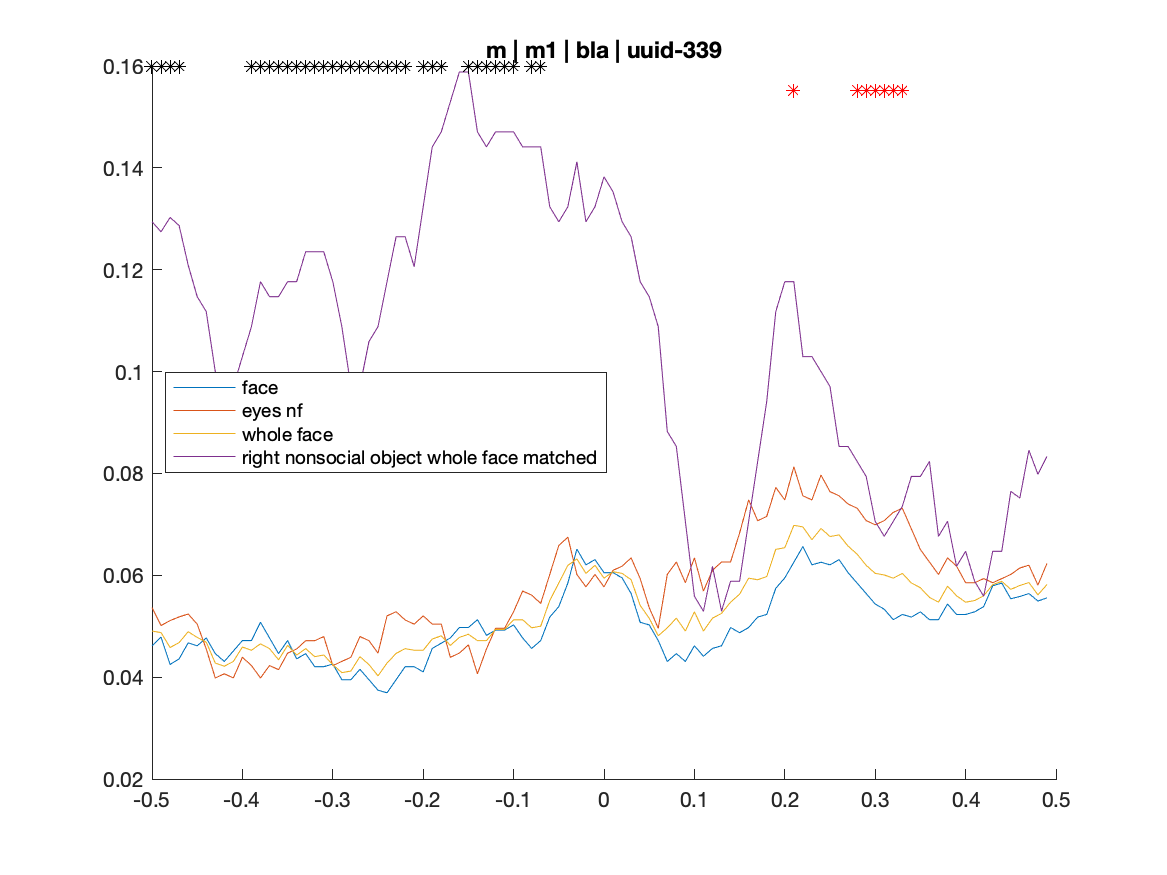 m | m1 | bla | uuid-339
0.16
0.14
0.12
0.1
0.08
0.06
0.04
0.02
face
eyes nf
whole face
right nonsocial object whole face matched
-0.5 -0.4 -0.3 -0.2 -0.1 0 0.1 0.2 0.3 0.4 0.5